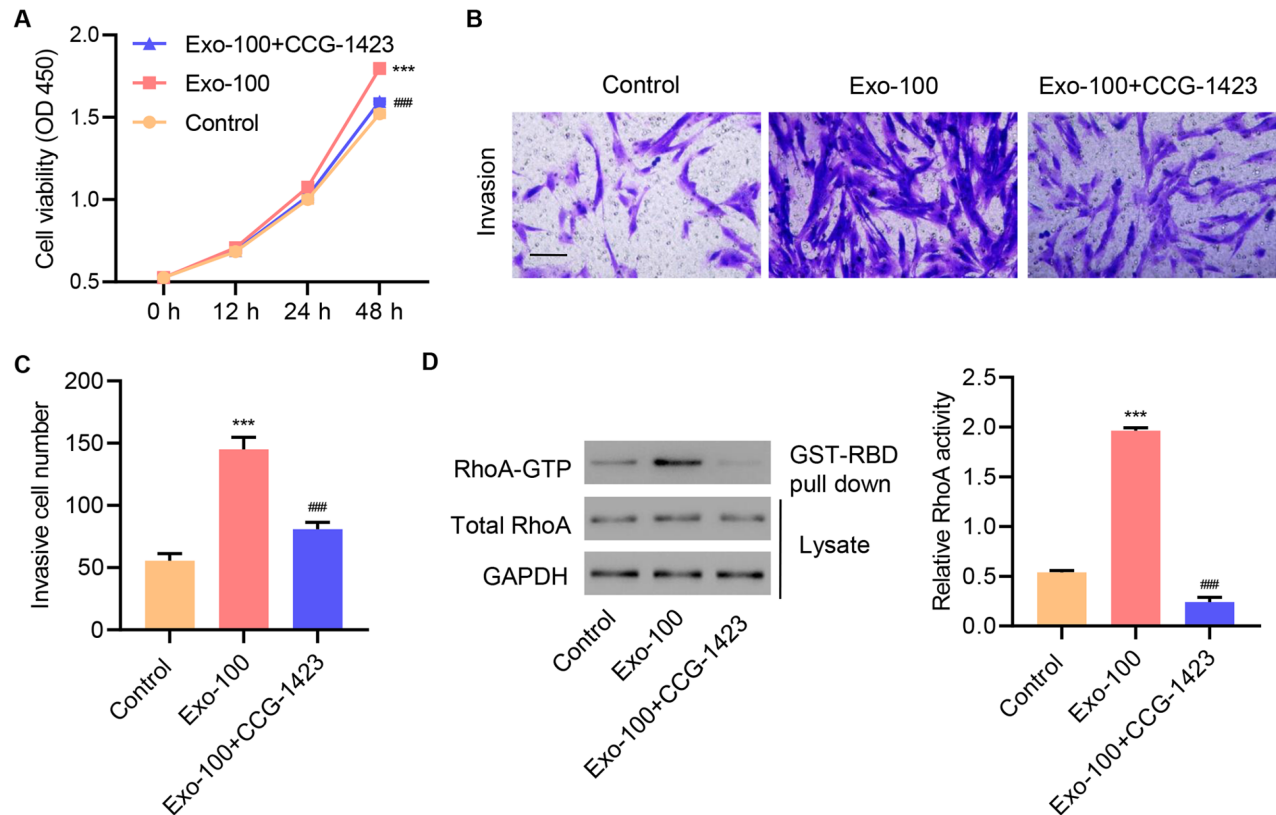 A
Cell viability (OD 450)
2.0
1.5
1.0
0.5
0 h
12 h
24 h
48 h
Exo-100+CCG-1423
Exo-100
Control
***
##
B
Control
Exo-100
Exo-100+CCG-1423
Invasion
C
Invasive cell number
200
150
100
50
0
***
###
Control
Exo-100
Exo-100+CCG-1423
D
RhoA-GTP
Total RhoA
GAPDH
GST-RBD
pull down
Lysate
Control
Exo-100
Exo-100+CCG-1423
Relative RhoA activity
2.5
2.0
1.5
1.0
0.5
0.0
***
###
Control
Exo-100
Exo-100+CCG-1423